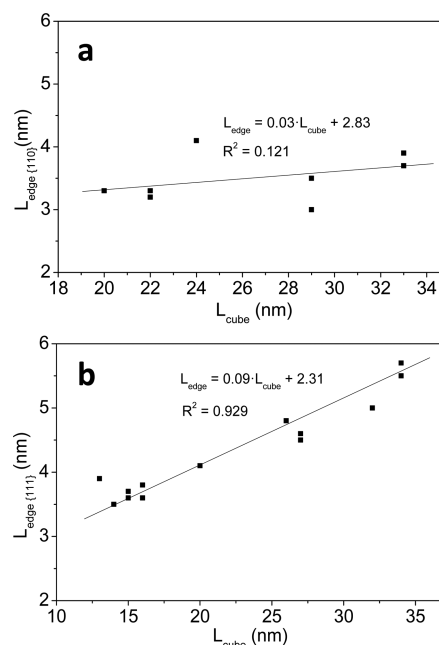 a
6
5
4
3
2
L_edge {110} (nm)
L_edge = 0.03·L_cube + 2.83
R² = 0.121
18 20 22 24 26 28 30 32 34
L_cube (nm)
b
6
5
4
3
2
L_edge {111} (nm)
L_edge = 0.09·L_cube + 2.31
R² = 0.929
10 15 20 25 30 35
L_cube (nm)